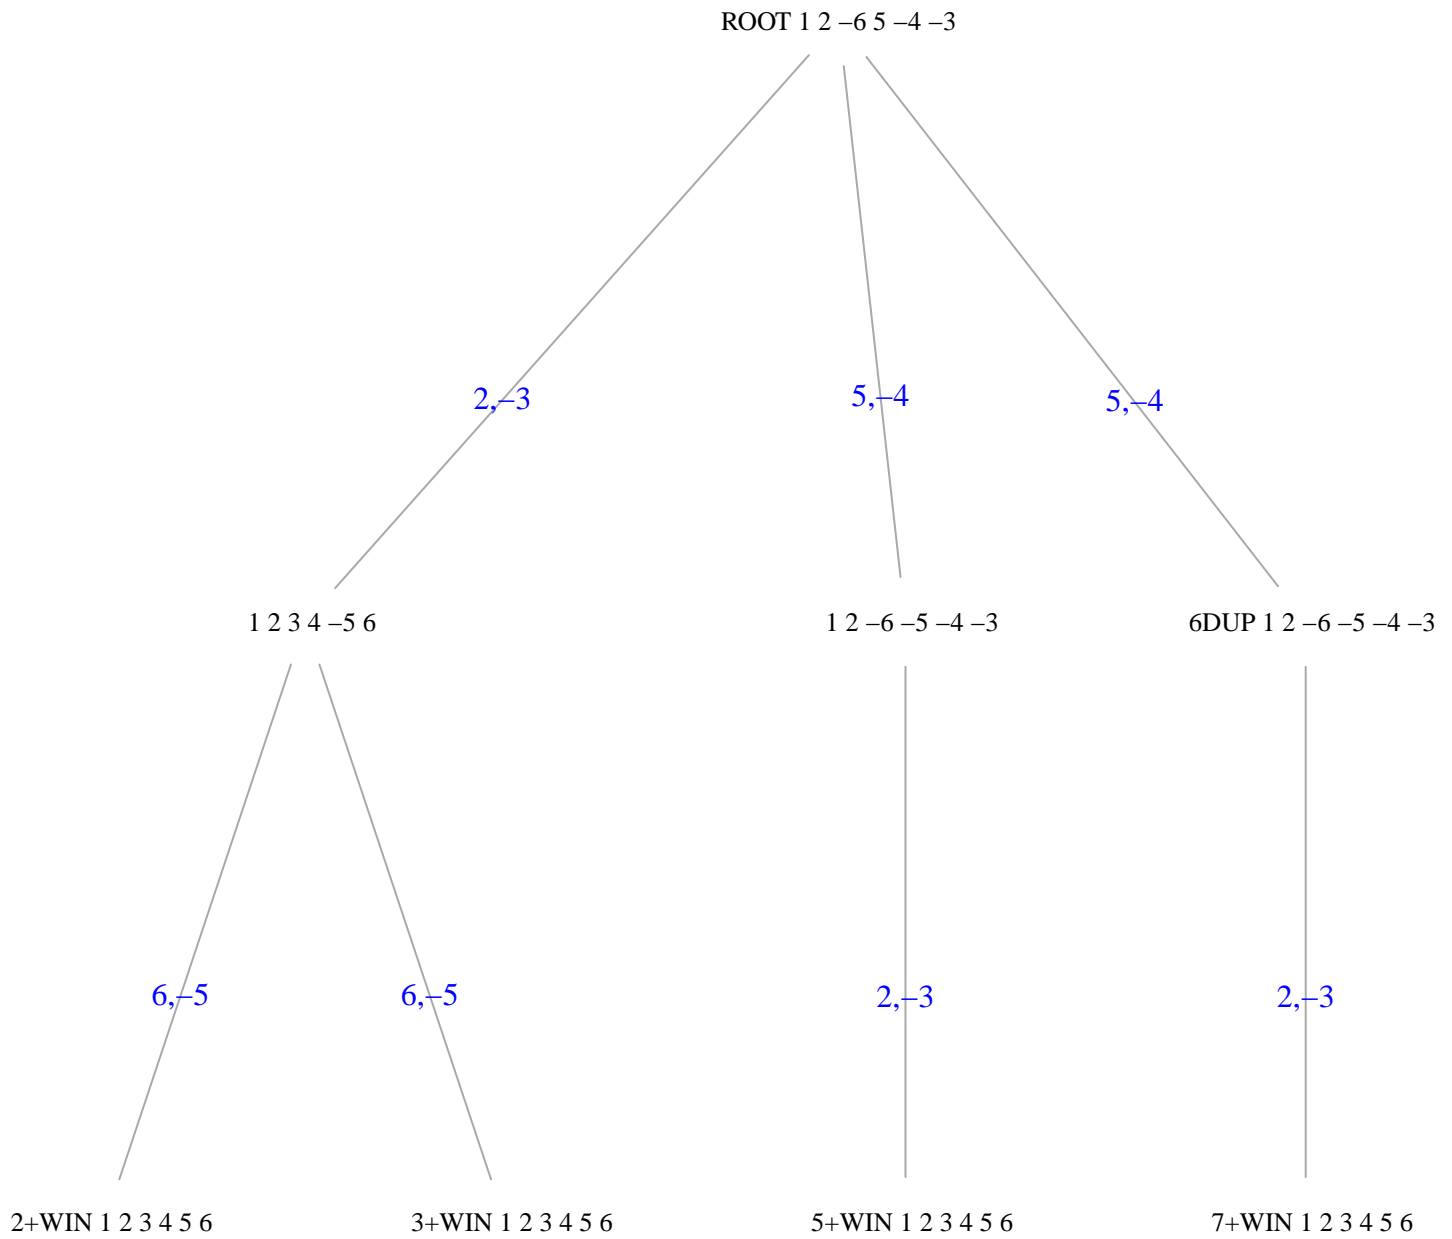 ROOT 1 2 –6 5 –4 –3
2,–3
5,–4
5,–4
1 2 3 4 –5 6
1 2 –6 –5 –4 –3
6DUP 1 2 –6 –5 –4 –3
6,–5
6,–5
2,–3
2,–3
2+WIN 1 2 3 4 5 6
3+WIN 1 2 3 4 5 6
5+WIN 1 2 3 4 5 6
7+WIN 1 2 3 4 5 6